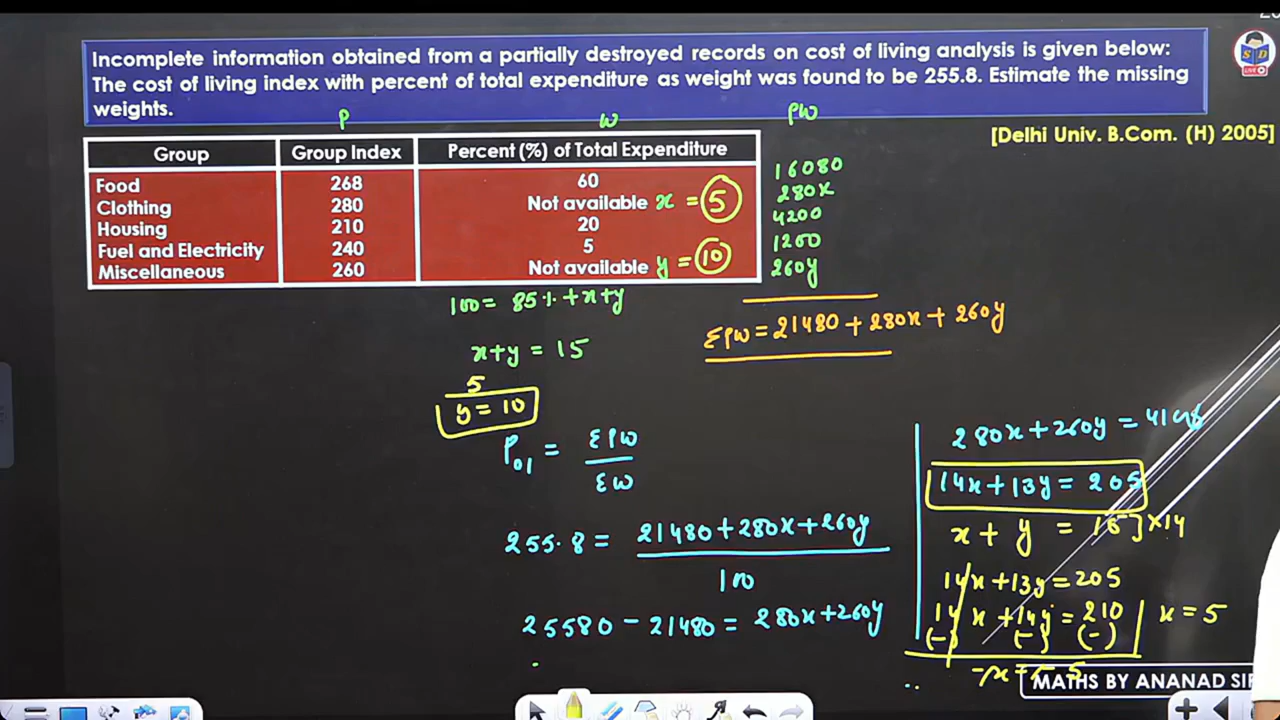 Incomplete information obtained from a partially destroyed records on cost of living analysis is given below:
The cost of living index with percent of total expenditure as weight was found to be 255.8. Estimate the missing
weights.
P W PW
[Delhi Univ. B.Com. (H) 2005]
Group Group Index Percent (%) of Total Expenditure
Food 268 60 16080
Clothing 280 Not available x = 5 280x
Housing 210 20 4200
Fuel and Electricity 240 5 1200
Miscellaneous 260 Not available y = 10 260y
100 = 85% + x + y
ΣPW = 21480 + 280x + 260y
x+y = 15
5
y = 10
P01 = ΣPW / ΣW
255.8 = 21480 + 280x + 260y / 100
25580 - 21480 = 280x + 260y
280x + 260y =
14x + 13y = 205
x + y = 15] x14
14x + 13y = 205
14x + 14y = 210 x = 5
(-) (-) (-)
MATHS BY ANANAD SIR
SD
LIVE